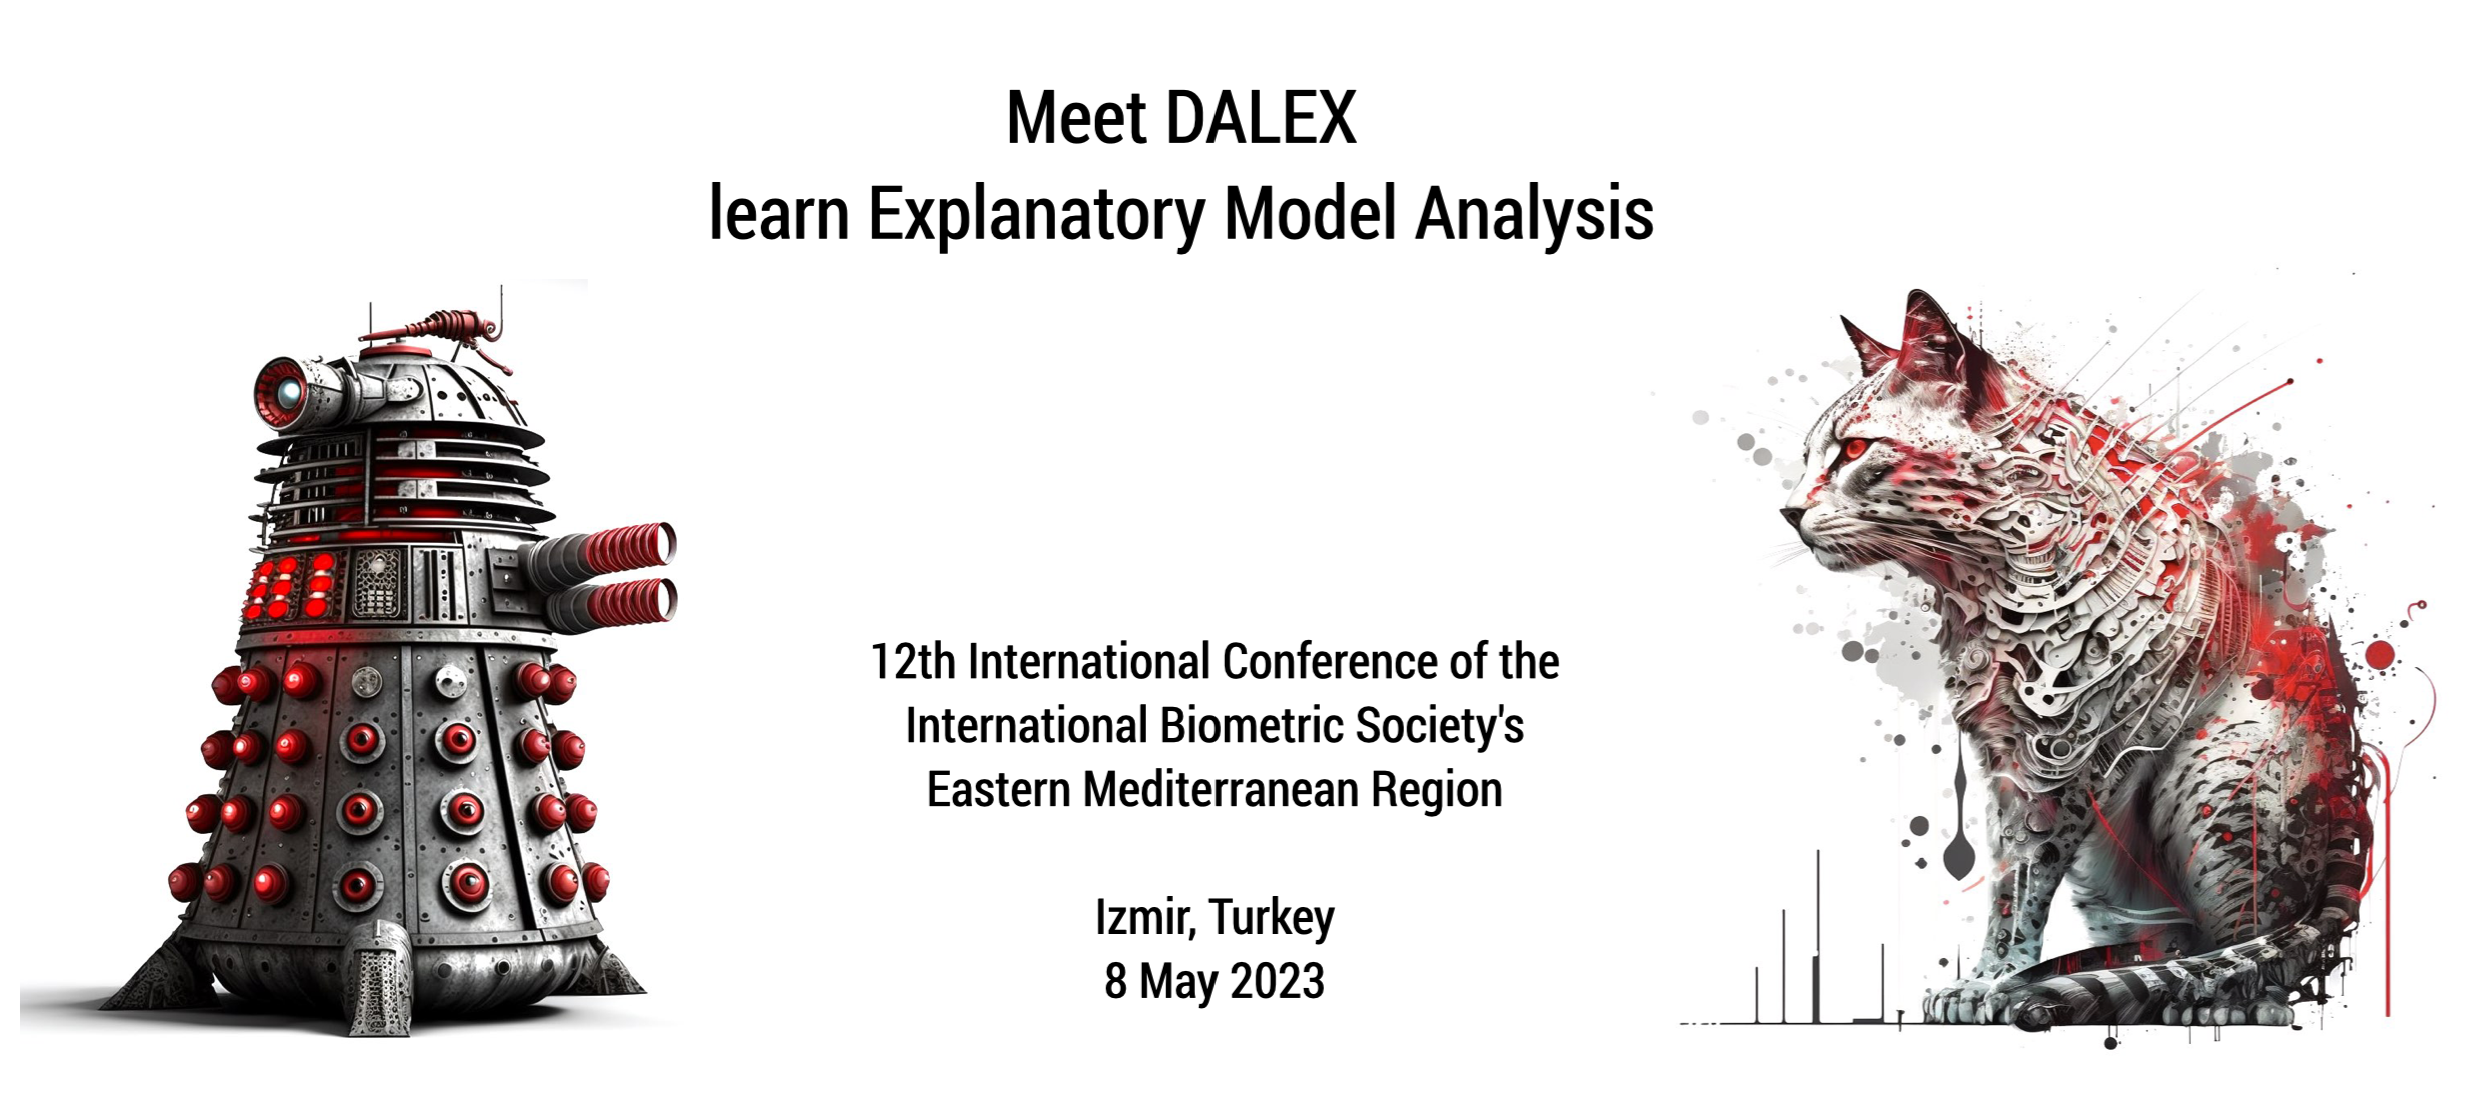 Meet DALEX
learn Explanatory Model Analysis
12th International Conference of the
International Biometric Society's
Eastern Mediterranean Region
Izmir, Turkey
8 May 2023